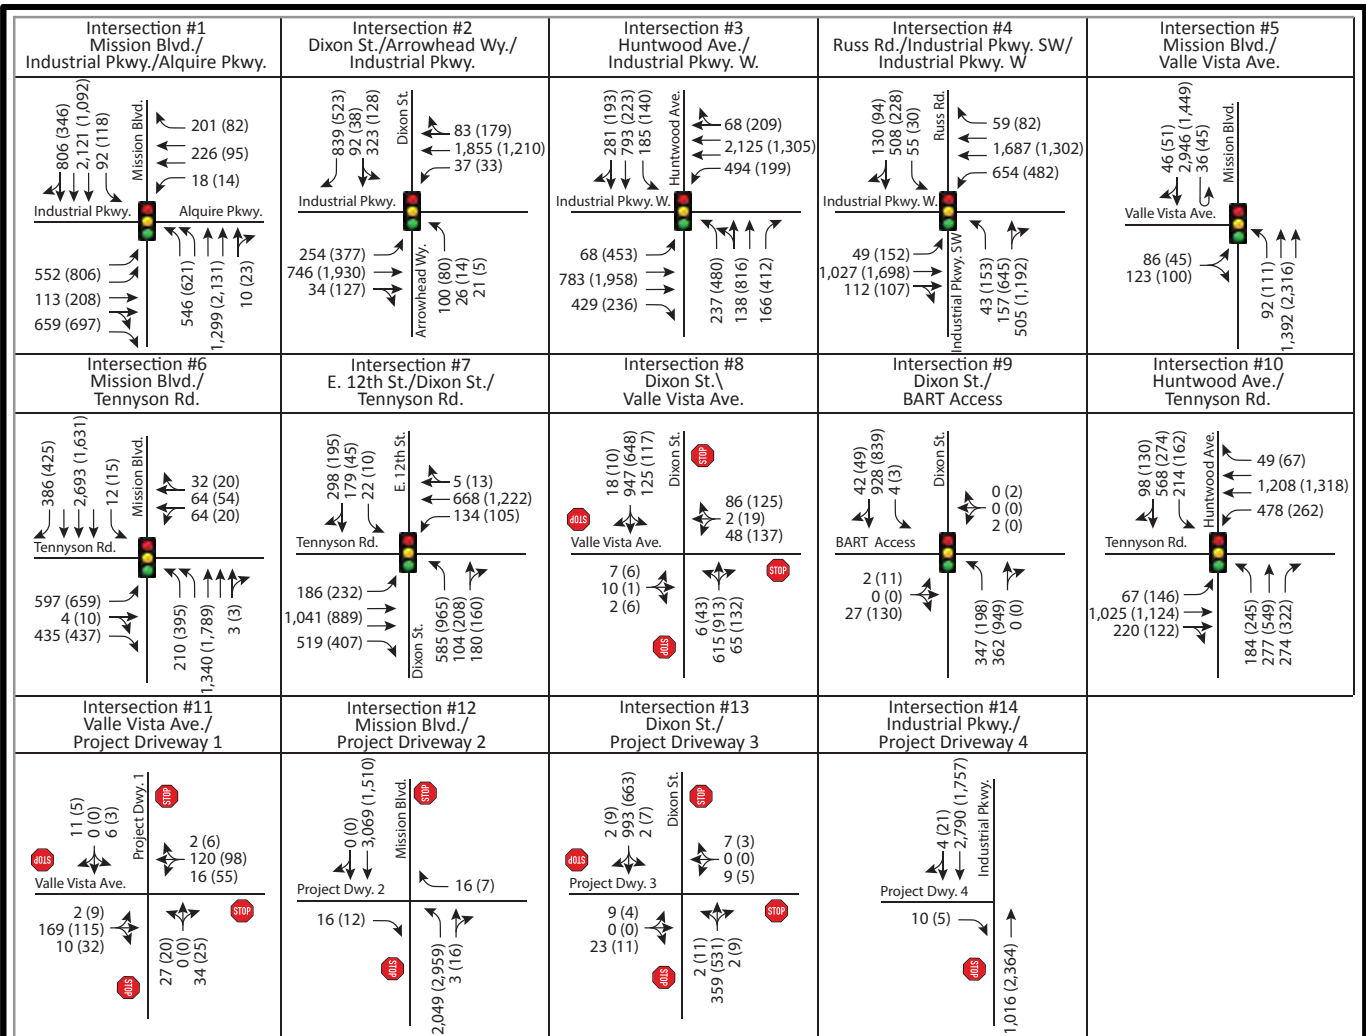 Intersection #1
Mission Blvd./
Industrial Pkwy./Alquire Pkwy.
806 (346)
2,121 (1,092)
92 (118)
Mission Blvd.
201 (82)
226 (95)
18 (14)
Industrial Pkwy.
Alquire Pkwy.
552 (806)
113 (208)
659 (697)
546 (621)
1,299 (2,131)
10 (23)
Intersection #2
Dixon St./Arrowhead Wy./
Industrial Pkwy.
839 (523)
92 (38)
323 (128)
Dixon St.
83 (179)
1,855 (1,210)
37 (33)
Industrial Pkwy.
254 (377)
746 (1,930)
34 (127)
Arrowhead Wy.
100 (80)
26 (14)
21 (5)
Intersection #3
Huntwood Ave./
Industrial Pkwy. W.
281 (193)
793 (223)
185 (140)
Huntwood Ave.
68 (209)
2,125 (1,305)
494 (199)
Industrial Pkwy. W.
68 (453)
783 (1,958)
429 (236)
237 (480)
138 (816)
166 (412)
Intersection #4
Russ Rd./Industrial Pkwy. SW/
Industrial Pkwy. W
130 (94)
508 (228)
55 (30)
Russ Rd.
59 (82)
1,687 (1,302)
654 (482)
Industrial Pkwy. W.
49 (152)
1,027 (1,698)
112 (107)
Industrial Pkwy. SW
43 (153)
157 (645)
505 (1,192)
Intersection #5
Mission Blvd./
Valle Vista Ave.
46 (51)
2,946 (1,449)
36 (45)
Mission Blvd.
Valle Vista Ave.
86 (45)
123 (100)
92 (111)
1,392 (2,316)
Intersection #6
Mission Blvd./
Tennyson Rd.
386 (425)
2,693 (1,631)
12 (15)
Mission Blvd.
32 (20)
64 (54)
64 (20)
Tennyson Rd.
597 (659)
4 (10)
435 (437)
210 (395)
1,340 (1,789)
3 (3)
Intersection #7
E. 12th St./Dixon St./
Tennyson Rd.
298 (195)
179 (45)
22 (10)
E. 12th St.
5 (13)
668 (1,222)
134 (105)
Tennyson Rd.
186 (232)
1,041 (889)
519 (407)
Dixon St.
585 (965)
104 (208)
180 (160)
Intersection #8
Dixon St.\
Valle Vista Ave.
18 (10)
947 (648)
125 (117)
Dixon St.
STOP
86 (125)
2 (19)
48 (137)
STOP
Valle Vista Ave.
STOP
7 (6)
10 (1)
2 (6)
STOP
6 (43)
615 (913)
65 (132)
Intersection #9
Dixon St./
BART Access
42 (49)
928 (839)
4 (3)
Dixon St.
0 (2)
0 (0)
2 (0)
BART Access
2 (11)
0 (0)
27 (130)
347 (198)
362 (949)
0 (0)
Intersection #10
Huntwood Ave./
Tennyson Rd.
98 (130)
568 (274)
214 (162)
Huntwood Ave.
49 (67)
1,208 (1,318)
478 (262)
Tennyson Rd.
67 (146)
1,025 (1,124)
220 (122)
184 (245)
277 (549)
274 (322)
Intersection #11
Valle Vista Ave./
Project Driveway 1
11 (5)
0 (0)
6 (3)
Project Dwy. 1
STOP
2 (6)
120 (98)
16 (55)
STOP
Valle Vista Ave.
STOP
2 (9)
169 (115)
10 (32)
STOP
27 (20)
0 (0)
34 (25)
Intersection #12
Mission Blvd./
Project Driveway 2
0 (0)
3,069 (1,510)
Mission Blvd.
STOP
Project Dwy. 2
16 (7)
16 (12)
STOP
2,049 (2,959)
3 (16)
Intersection #13
Dixon St./
Project Driveway 3
2 (9)
993 (663)
2 (7)
Dixon St.
STOP
7 (3)
0 (0)
9 (5)
STOP
Project Dwy. 3
STOP
9 (4)
0 (0)
23 (11)
STOP
2 (11)
359 (531)
2 (9)
Intersection #14
Industrial Pkwy./
Project Driveway 4
4 (21)
2,790 (1,757)
Industrial Pkwy.
Project Dwy. 4
10 (5)
STOP
1,016 (2,364)